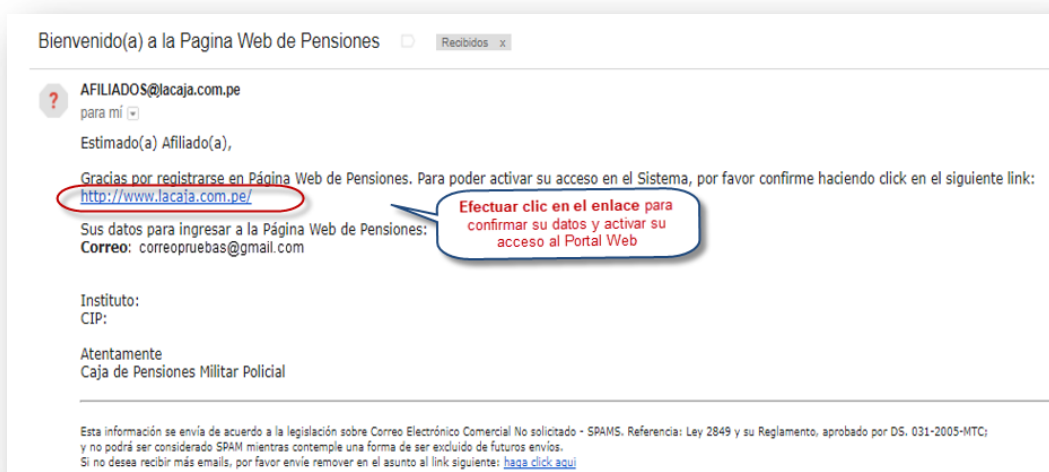 Bienvenido(a) a la Pagina Web de Pensiones
Recibidos x
AFILIADOS@lacaja.com.pe
para mí
Estimado(a) Afiliado(a),
Gracias por registrarse en Página Web de Pensiones. Para poder activar su acceso en el Sistema, por favor confirme haciendo click en el siguiente link:
http://www.lacaja.com.pe/
Efectuar clic en el enlace para
confirmar su datos y activar su
acceso al Portal Web
Sus datos para ingresar a la Página Web de Pensiones:
Correo: correopruebas@gmail.com
Instituto:
CIP:
Atentamente
Caja de Pensiones Militar Policial
Esta información se envía de acuerdo a la legislación sobre Correo Electrónico Comercial No solicitado - SPAMS. Referencia: Ley 2849 y su Reglamento, aprobado por DS. 031-2005-MTC;
y no podrá ser considerado SPAM mientras contemple una forma de ser excluido de futuros envíos.
Si no desea recibir más emails, por favor envíe remover en el asunto al link siguiente: haga click aqui